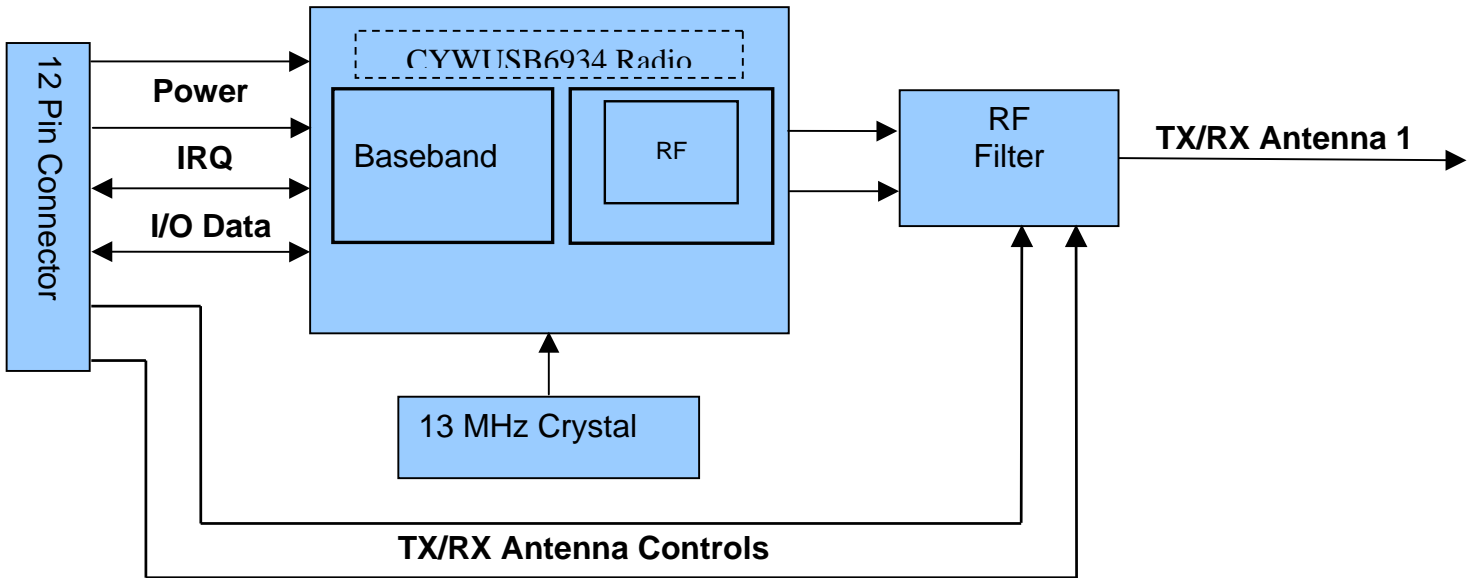 12 Pin Connector
Power
IRQ
I/O Data
CYWUSB6934 Radio
Baseband
RF
RF
Filter
TX/RX Antenna 1
13 MHz Crystal
TX/RX Antenna Controls